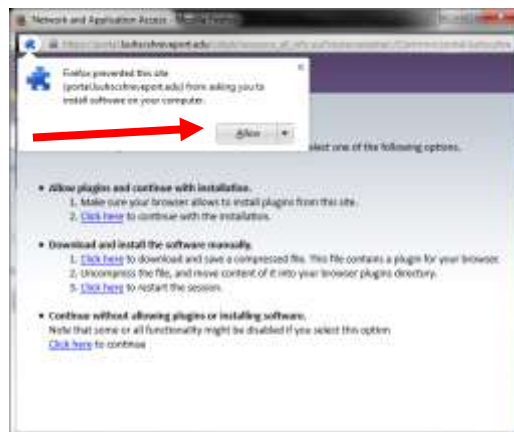 Network and Application Access - Mozilla Firefox
Firefox prevented this site
(portal.lsuhscshreveport.edu) from asking you to
install software on your computer.
Allow
select one of the following options.
• Allow plugins and continue with installation.
1. Make sure your browser allows to install plugins from this site.
2. Click here to continue with the installation.
• Download and install the software manually.
1. Click here to download and save a compressed file. This file contains a plugin for your browser.
2. Uncompress the file, and move content of it into your browser plugins directory.
3. Click here to restart the session.
• Continue without allowing plugins or installing software.
Note that some or all functionality might be disabled if you select this option
Click here to continue